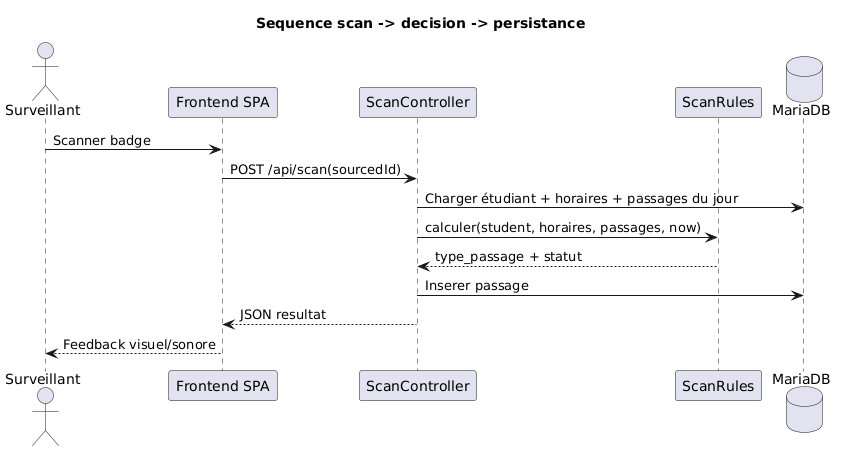 Sequence scan -> decision -> persistance
Surveillant
Frontend SPA
ScanController
ScanRules
MariaDB
Scanner badge
POST /api/scan(sourcedId)
Charger étudiant + horaires + passages du jour
calculer(student, horaires, passages, now)
type_passage + statut
Inserer passage
JSON resultat
Feedback visuel/sonore
Surveillant
Frontend SPA
ScanController
ScanRules
MariaDB